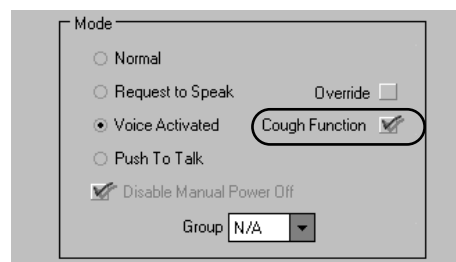 Mode
Normal
Request to Speak Override
Voice Activated Cough Function
Push To Talk
Disable Manual Power Off
Group N/A